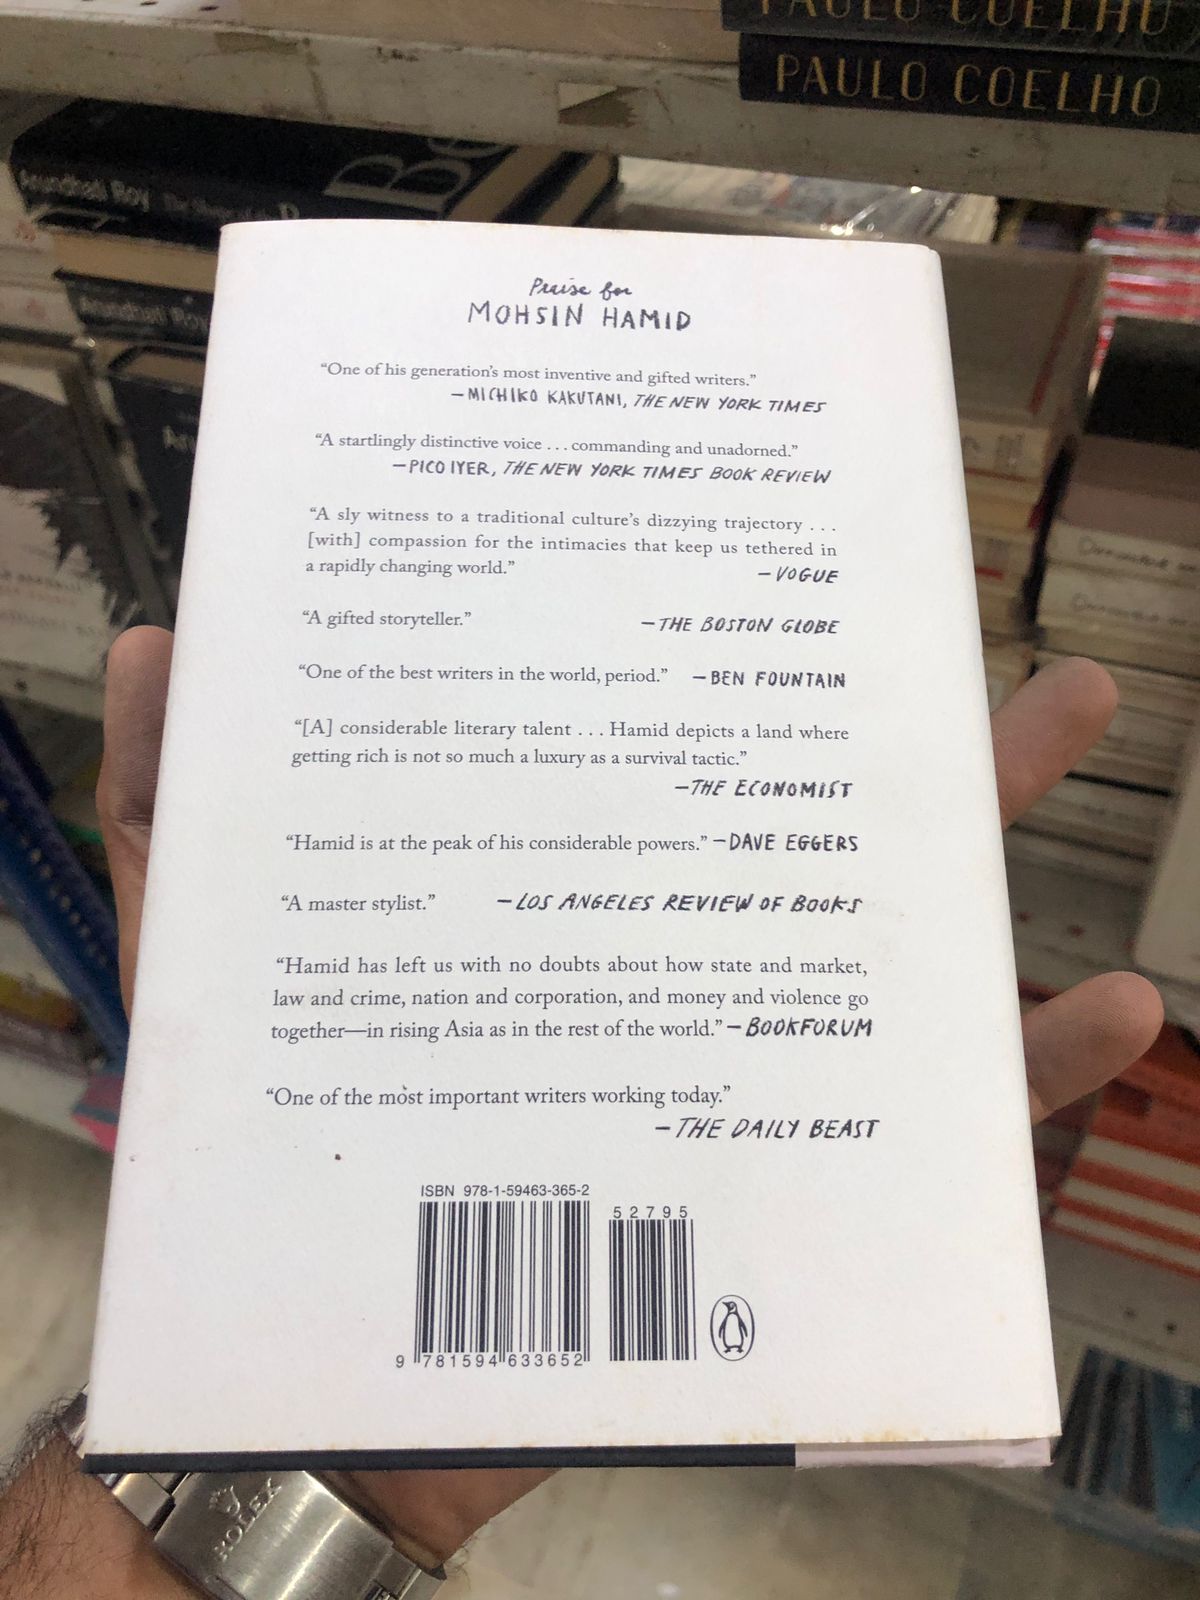 PAULO COELHO
PAULO COELHO
Arundhati Roy
Arundhati Roy
Praise for
MOHSIN HAMID
“One of his generation’s most inventive and gifted writers.”
—MICHIKO KAKUTANI, THE NEW YORK TIMES
“A startlingly distinctive voice . . . commanding and unadorned.”
—PICO IYER, THE NEW YORK TIMES BOOK REVIEW
“A sly witness to a traditional culture’s dizzying trajectory . . .
[with] compassion for the intimacies that keep us tethered in
a rapidly changing world.” —VOGUE
“A gifted storyteller.” —THE BOSTON GLOBE
“One of the best writers in the world, period.” —BEN FOUNTAIN
“[A] considerable literary talent . . . Hamid depicts a land where
getting rich is not so much a luxury as a survival tactic.”
—THE ECONOMIST
“Hamid is at the peak of his considerable powers.” —DAVE EGGERS
“A master stylist.” —LOS ANGELES REVIEW OF BOOKS
“Hamid has left us with no doubts about how state and market,
law and crime, nation and corporation, and money and violence go
together—in rising Asia as in the rest of the world.” —BOOKFORUM
“One of the most important writers working today.”
—THE DAILY BEAST
ISBN 978-1-59463-365-2
52795
9 781594 633652
ROLEX